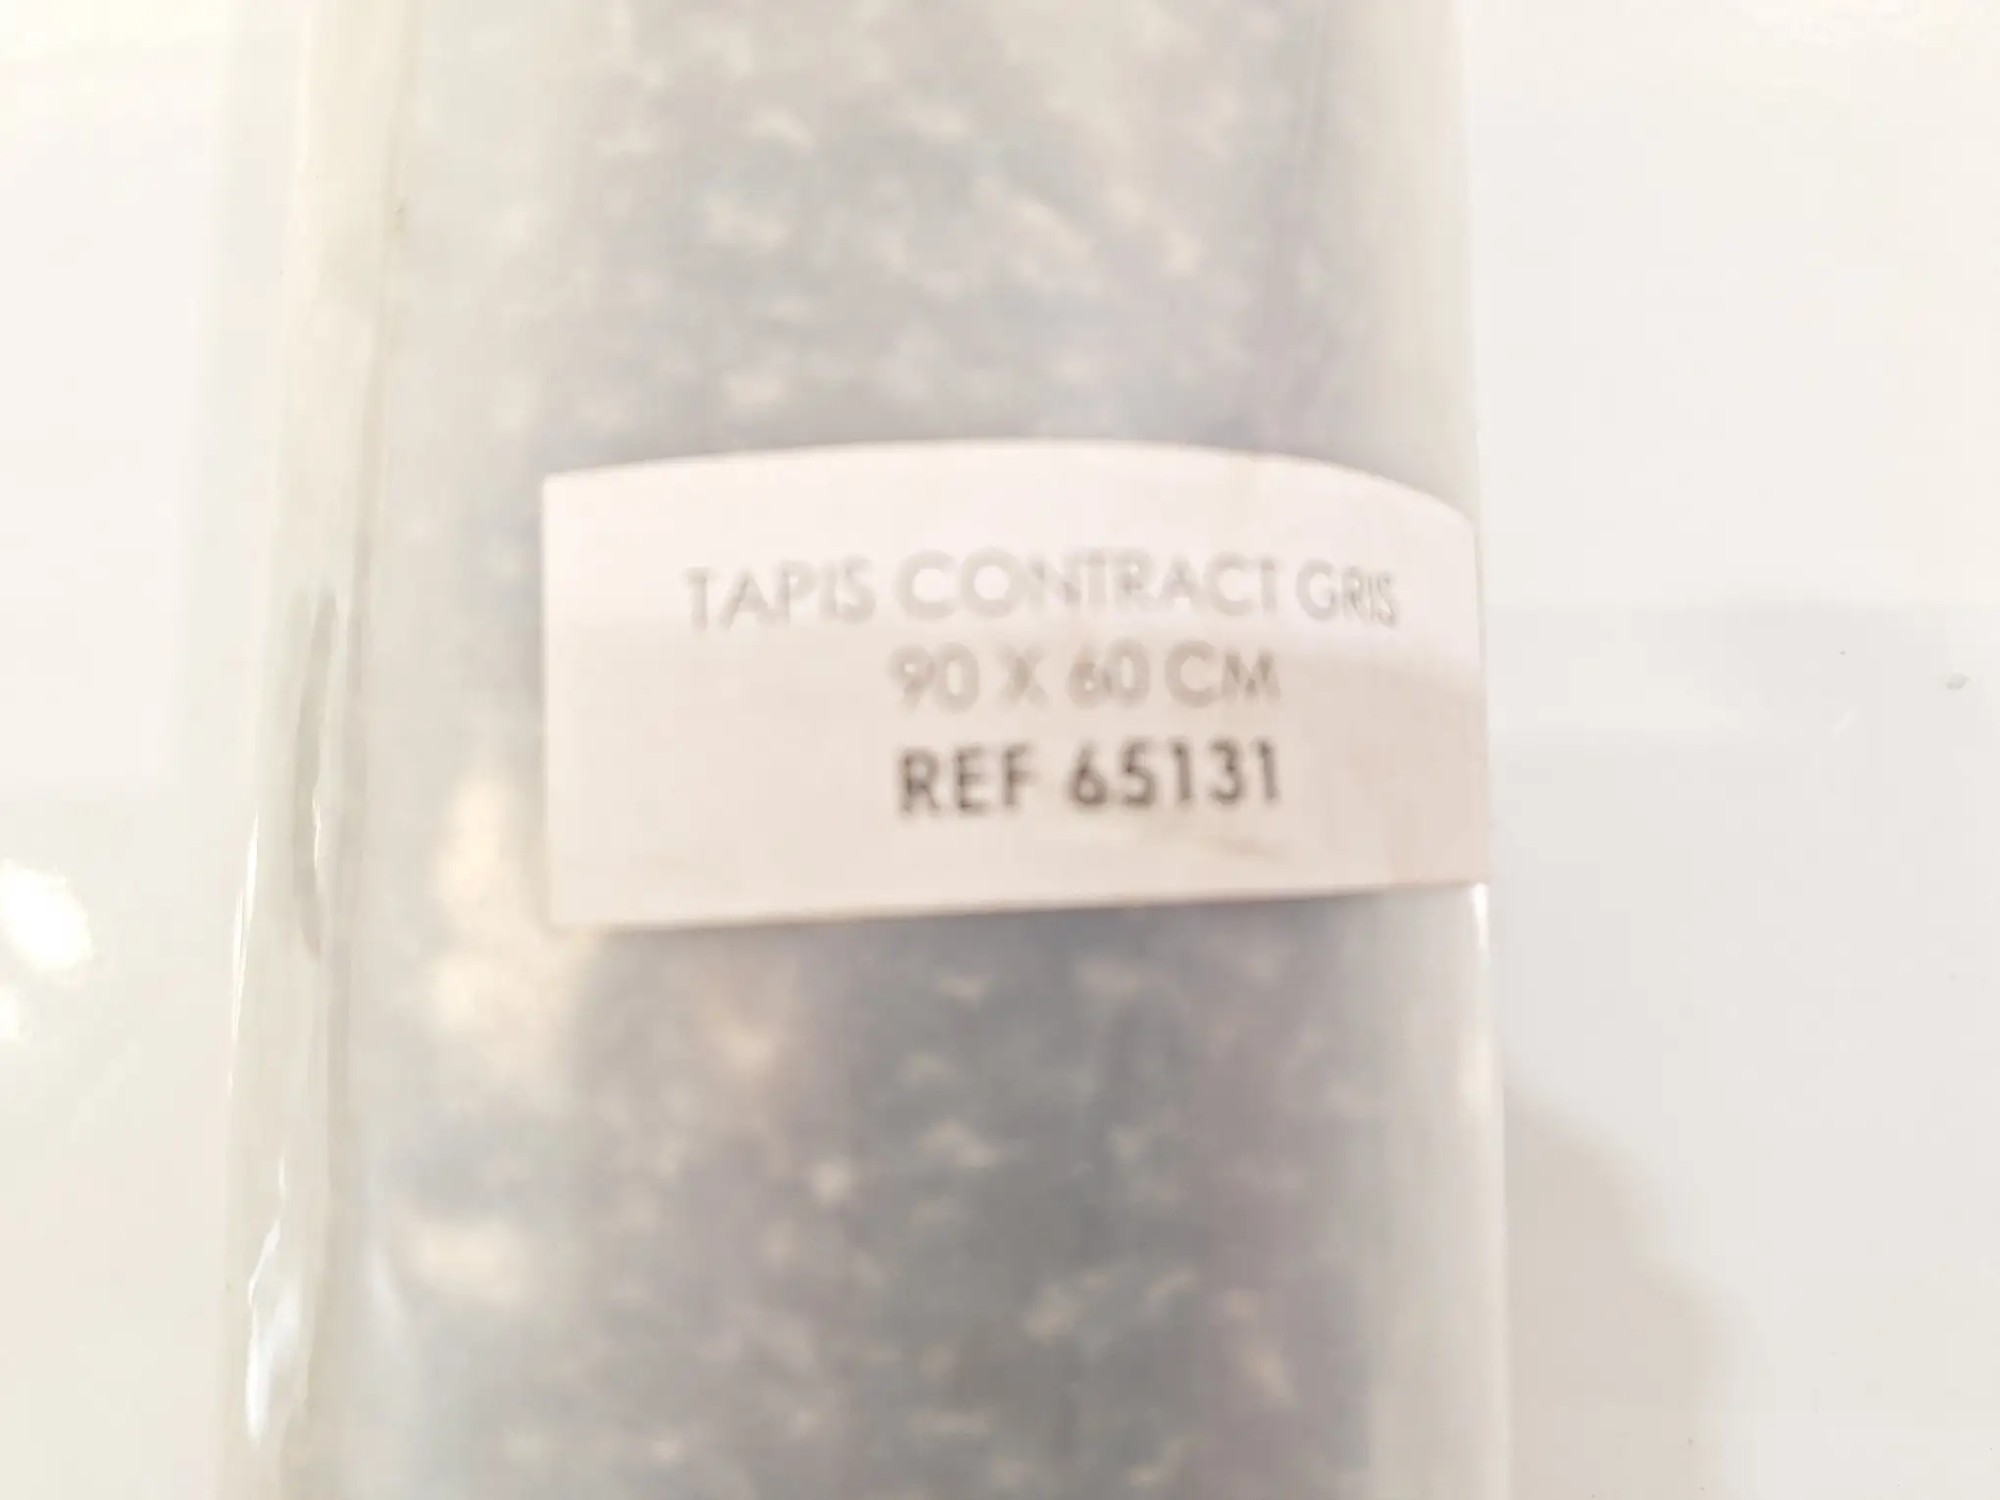 TAPIS CONTRACT GRIS
90 X 60 CM
REF 65131